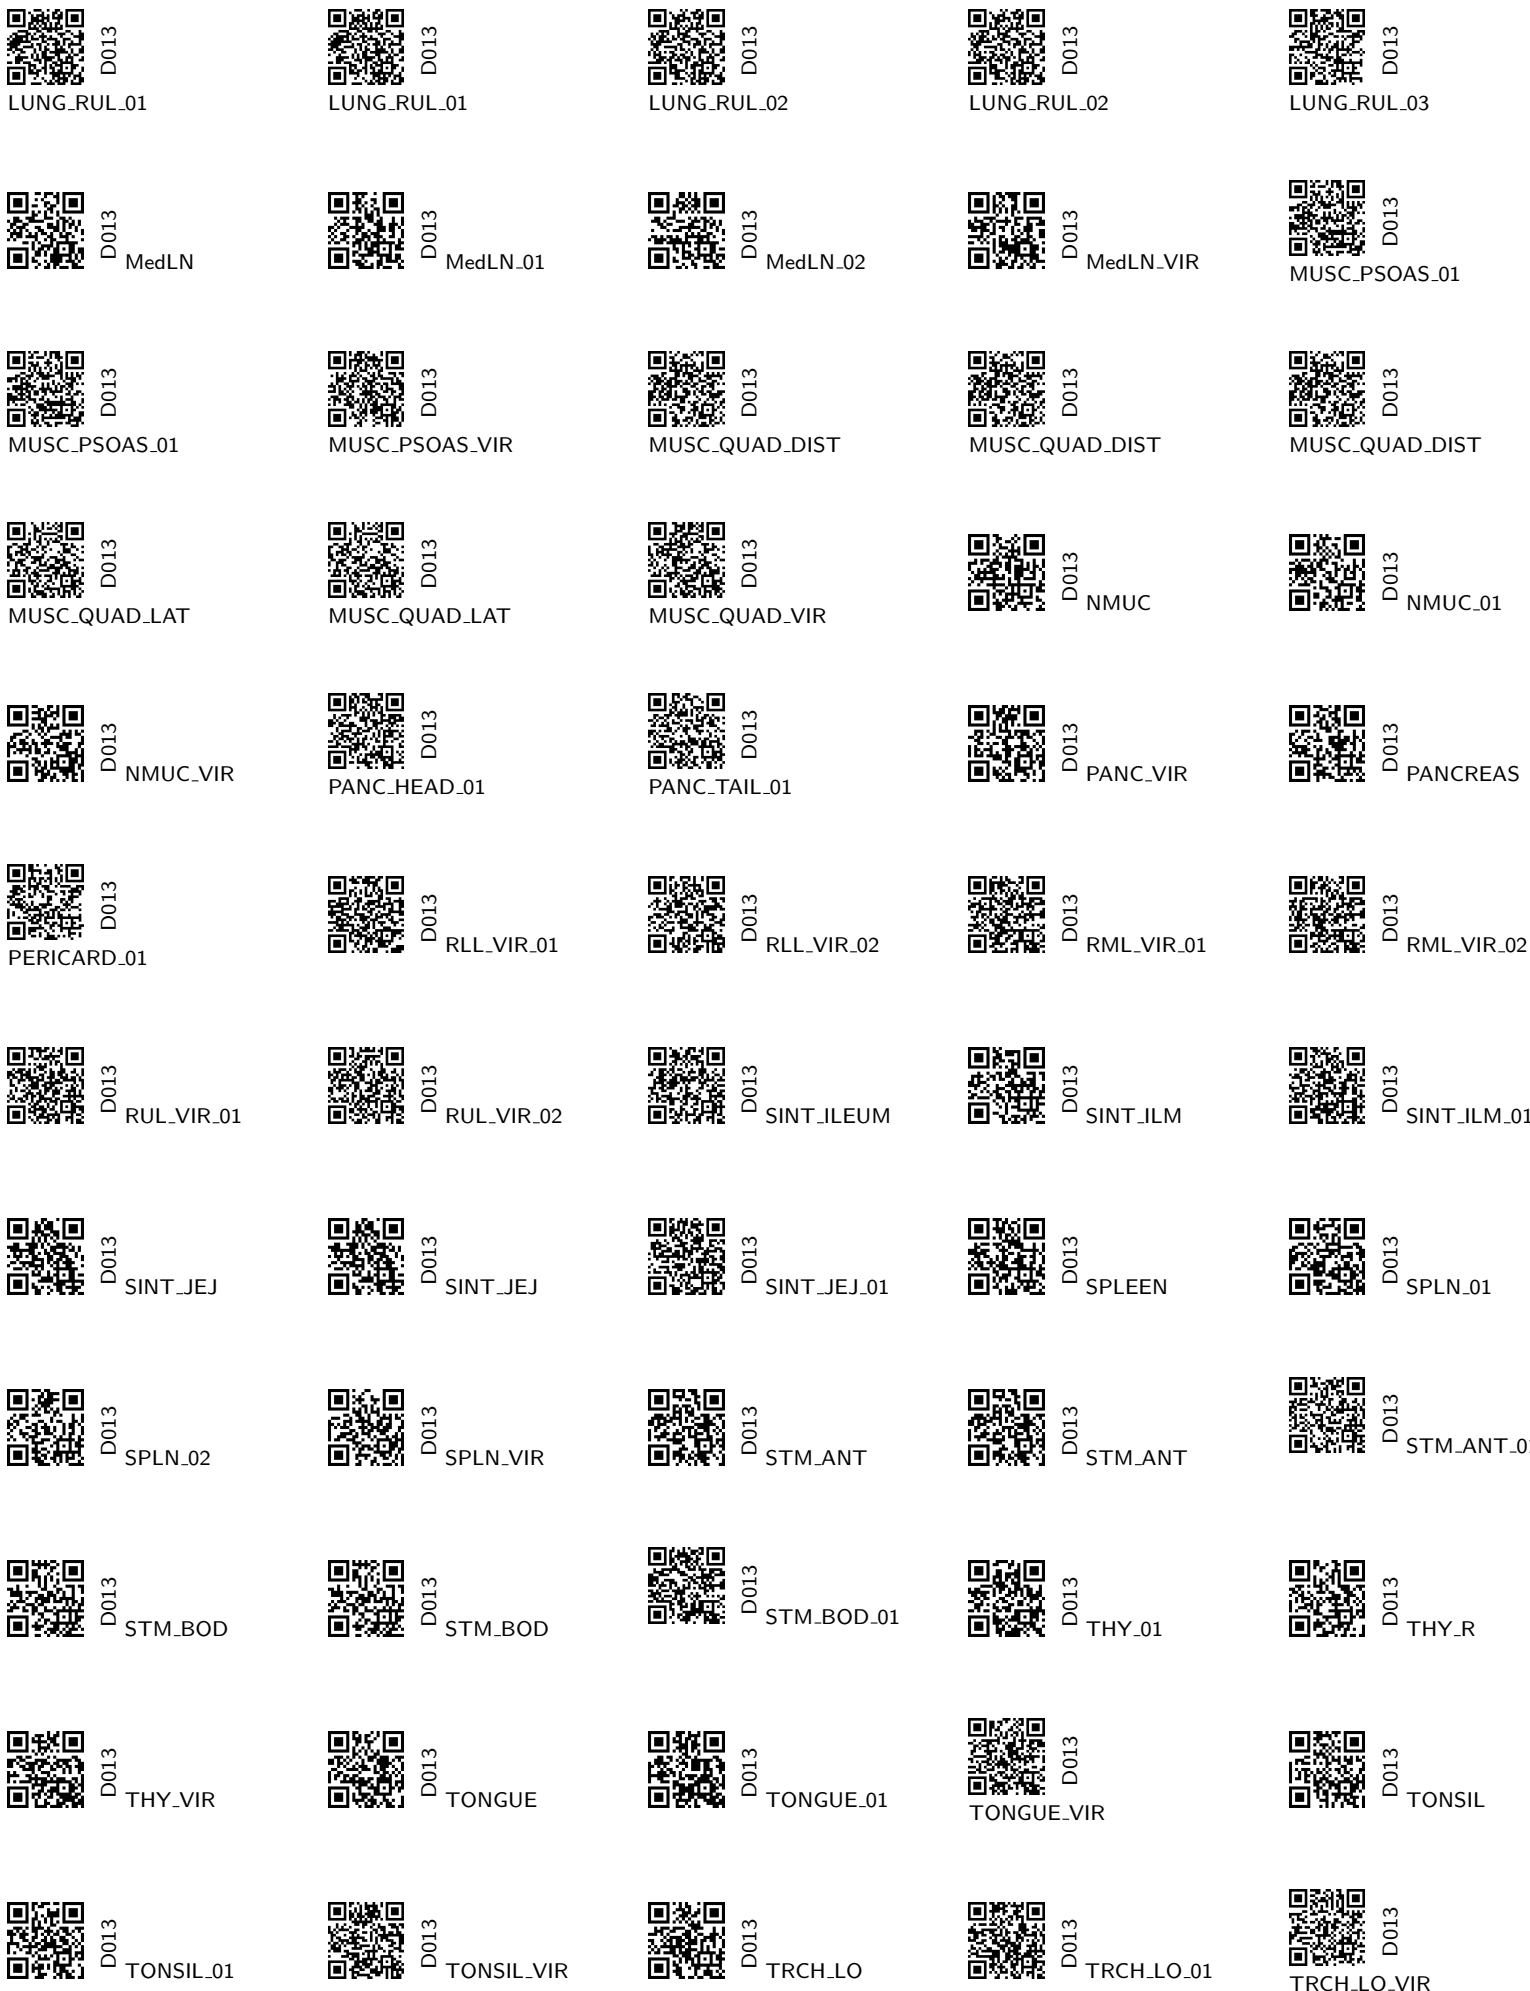 D013 D013 D013 D013 D013
LUNG_RUL_01 LUNG_RUL_01 LUNG_RUL_02 LUNG_RUL_02 LUNG_RUL_03
D013 MedLN D013 MedLN_01 D013 MedLN_02 D013 MedLN_VIR D013 MUSC_PSOAS_01
D013 D013 D013 D013 D013
MUSC_PSOAS_01 MUSC_PSOAS_VIR MUSC_QUAD_DIST MUSC_QUAD_DIST MUSC_QUAD_DIST
D013 MUSC_QUAD_LAT D013 MUSC_QUAD_LAT D013 MUSC_QUAD_VIR D013 NMUC D013 NMUC_01
D013 NMUC_VIR D013 PANC_HEAD_01 D013 PANC_TAIL_01 D013 PANC_VIR D013 PANCREAS
D013 PERICARD_01 D013 RLL_VIR_01 D013 RLL_VIR_02 D013 RML_VIR_01 D013 RML_VIR_02
D013 RUL_VIR_01 D013 RUL_VIR_02 D013 SINT_ILEUM D013 SINT_ILM D013 SINT_ILM_01
D013 SINT_JEJ D013 SINT_JEJ D013 SINT_JEJ_01 D013 SPLEEN D013 SPLN_01
D013 SPLN_02 D013 SPLN_VIR D013 STM_ANT D013 STM_ANT D013
D013 STM_BOD D013 STM_BOD D013 STM_BOD_01 D013 THY_01 D013 THY_R
D013 THY_VIR D013 TONGUE D013 TONGUE_01 D013 TONGUE_VIR D013 TONSIL
D013 TONSIL_01 D013 TONSIL_VIR D013 TRCH_LO D013 TRCH_LO_01 D013 TRCH_LO_VIR